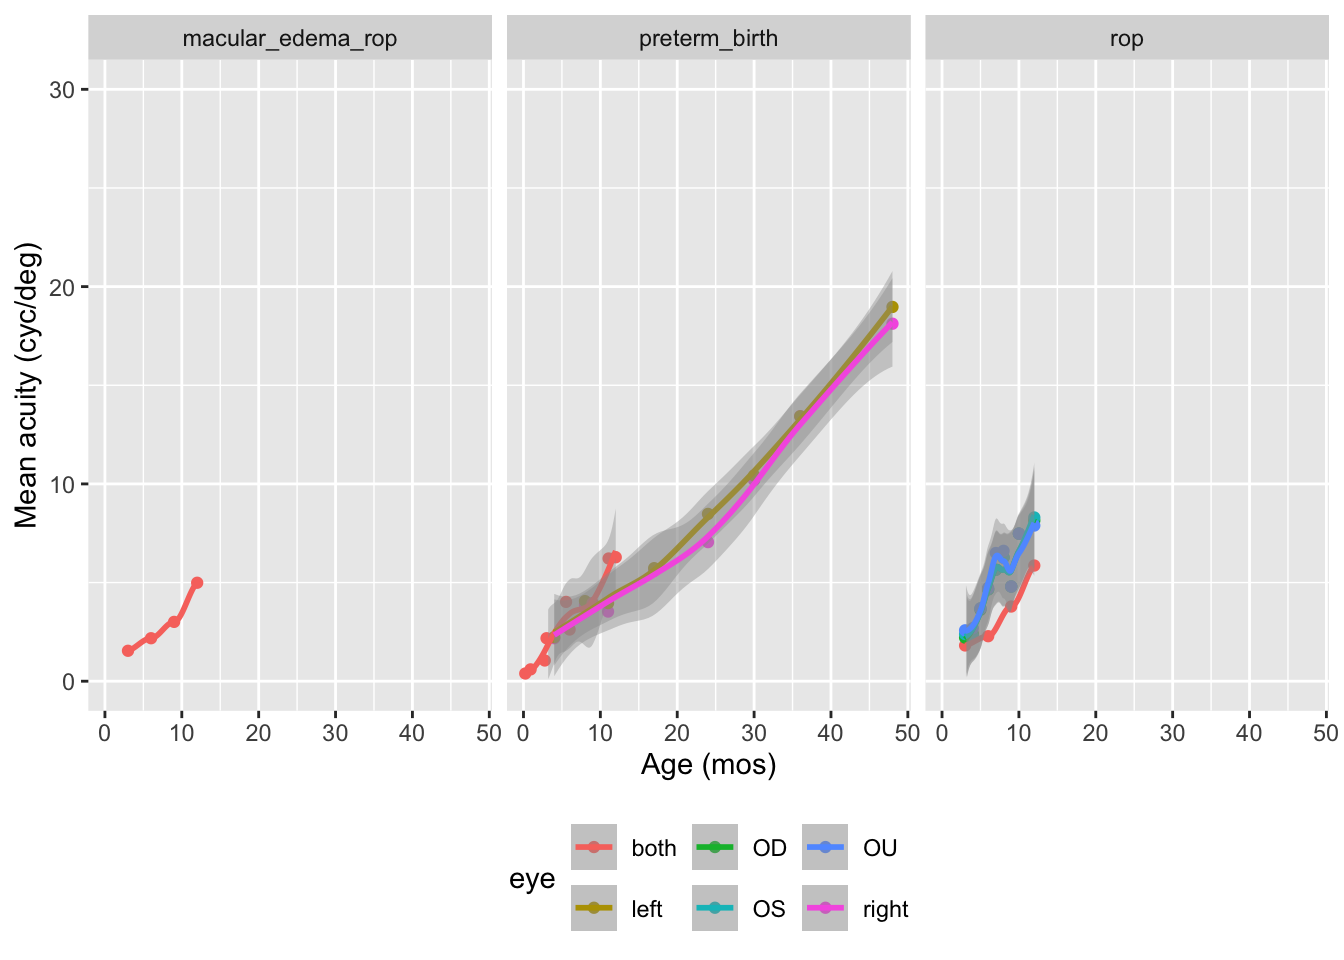 macular_edema_rop preterm_birth rop
30
20
10
0
Mean acuity (cyc/deg)
0 10 20 30 40 50 0 10 20 30 40 50 0 10 20 30 40 50
Age (mos)
eye
both OD OU
left OS right